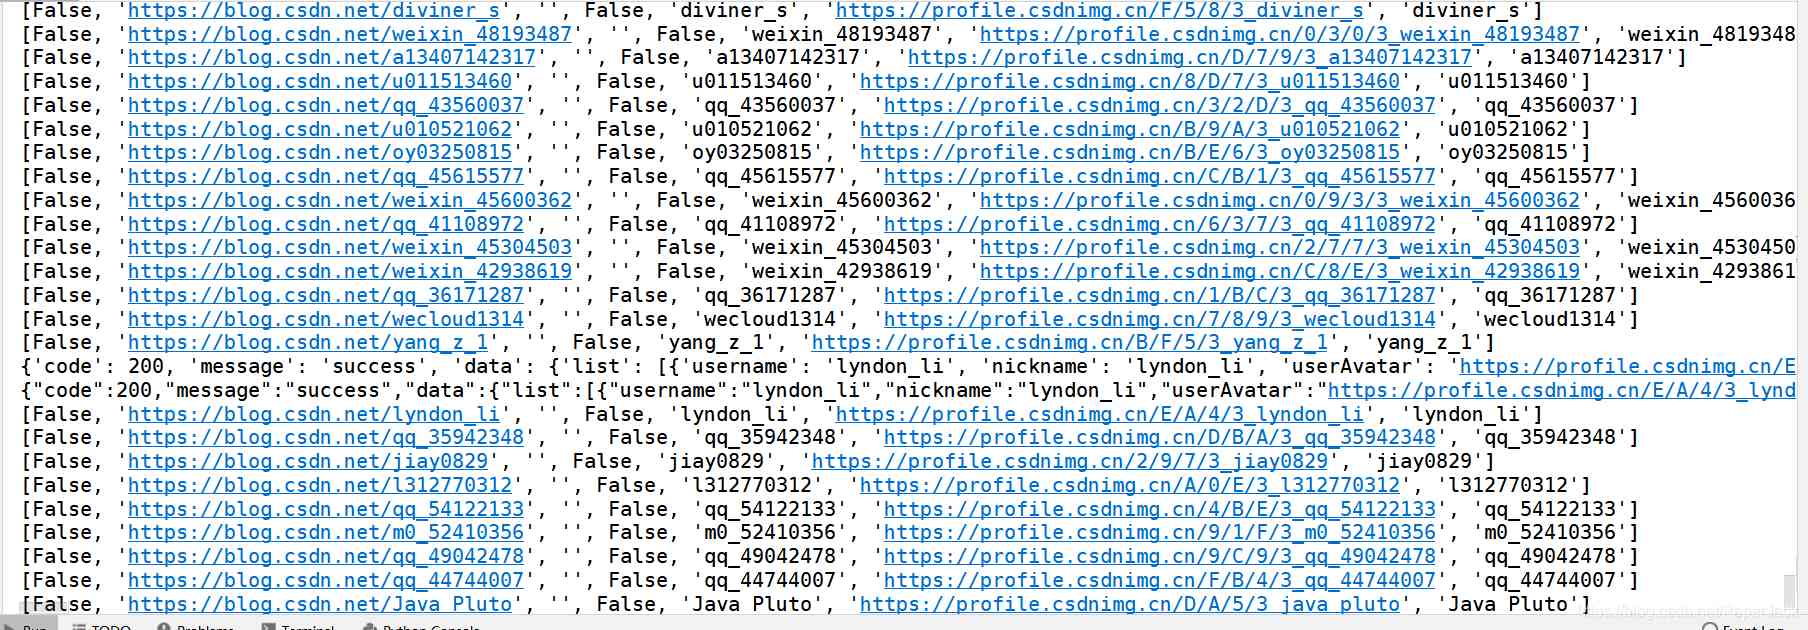 [False, 'https://blog.csdn.net/diviner_s', '', False, 'diviner_s', 'https://profile.csdnimg.cn/F/5/8/3_diviner_s', 'diviner_s']
[False, 'https://blog.csdn.net/weixin_48193487', '', False, 'weixin_48193487', 'https://profile.csdnimg.cn/0/3/0/3_weixin_48193487', 'weixin_4819348
[False, 'https://blog.csdn.net/a13407142317', '', False, 'a13407142317', 'https://profile.csdnimg.cn/D/7/9/3_a13407142317', 'a13407142317']
[False, 'https://blog.csdn.net/u011513460', '', False, 'u011513460', 'https://profile.csdnimg.cn/8/D/7/3_u011513460', 'u011513460']
[False, 'https://blog.csdn.net/qq_43560037', '', False, 'qq_43560037', 'https://profile.csdnimg.cn/3/2/D/3_qq_43560037', 'qq_43560037']
[False, 'https://blog.csdn.net/u010521062', '', False, 'u010521062', 'https://profile.csdnimg.cn/B/9/A/3_u010521062', 'u010521062']
[False, 'https://blog.csdn.net/oy03250815', '', False, 'oy03250815', 'https://profile.csdnimg.cn/B/E/6/3_oy03250815', 'oy03250815']
[False, 'https://blog.csdn.net/qq_45615577', '', False, 'qq_45615577', 'https://profile.csdnimg.cn/C/B/1/3_qq_45615577', 'qq_45615577']
[False, 'https://blog.csdn.net/weixin_45600362', '', False, 'weixin_45600362', 'https://profile.csdnimg.cn/0/9/3/3_weixin_45600362', 'weixin_4560036
[False, 'https://blog.csdn.net/qq_41108972', '', False, 'qq_41108972', 'https://profile.csdnimg.cn/6/3/7/3_qq_41108972', 'qq_41108972']
[False, 'https://blog.csdn.net/weixin_45304503', '', False, 'weixin_45304503', 'https://profile.csdnimg.cn/2/7/7/3_weixin_45304503', 'weixin_4530450
[False, 'https://blog.csdn.net/weixin_42938619', '', False, 'weixin_42938619', 'https://profile.csdnimg.cn/C/8/E/3_weixin_42938619', 'weixin_4293861
[False, 'https://blog.csdn.net/qq_36171287', '', False, 'qq_36171287', 'https://profile.csdnimg.cn/1/B/C/3_qq_36171287', 'qq_36171287']
[False, 'https://blog.csdn.net/wecloud1314', '', False, 'wecloud1314', 'https://profile.csdnimg.cn/7/8/9/3_wecloud1314', 'wecloud1314']
[False, 'https://blog.csdn.net/yang_z_1', '', False, 'yang_z_1', 'https://profile.csdnimg.cn/B/F/5/3_yang_z_1', 'yang_z_1']
{'code': 200, 'message': 'success', 'data': {'list': [{'username': 'lyndon_li', 'nickname': 'lyndon_li', 'userAvatar': 'https://profile.csdnimg.cn/E
{"code":200,"message":"success","data":{"list":[{"username":"lyndon_li","nickname":"lyndon_li","userAvatar":"https://profile.csdnimg.cn/E/A/4/3_lynd
[False, 'https://blog.csdn.net/lyndon_li', '', False, 'lyndon_li', 'https://profile.csdnimg.cn/E/A/4/3_lyndon_li', 'lyndon_li']
[False, 'https://blog.csdn.net/qq_35942348', '', False, 'qq_35942348', 'https://profile.csdnimg.cn/D/B/A/3_qq_35942348', 'qq_35942348']
[False, 'https://blog.csdn.net/jiay0829', '', False, 'jiay0829', 'https://profile.csdnimg.cn/2/9/7/3_jiay0829', 'jiay0829']
[False, 'https://blog.csdn.net/l312770312', '', False, 'l312770312', 'https://profile.csdnimg.cn/A/0/E/3_l312770312', 'l312770312']
[False, 'https://blog.csdn.net/qq_54122133', '', False, 'qq_54122133', 'https://profile.csdnimg.cn/4/B/E/3_qq_54122133', 'qq_54122133']
[False, 'https://blog.csdn.net/m0_52410356', '', False, 'm0_52410356', 'https://profile.csdnimg.cn/9/1/F/3_m0_52410356', 'm0_52410356']
[False, 'https://blog.csdn.net/qq_49042478', '', False, 'qq_49042478', 'https://profile.csdnimg.cn/9/C/9/3_qq_49042478', 'qq_49042478']
[False, 'https://blog.csdn.net/qq_44744007', '', False, 'qq_44744007', 'https://profile.csdnimg.cn/F/B/4/3_qq_44744007', 'qq_44744007']
[False, 'https://blog.csdn.net/Java_Pluto', '', False, 'Java_Pluto', 'https://profile.csdnimg.cn/D/A/5/3_java_pluto', 'Java_Pluto']
Run TODO Problems Terminal Python Console Event Log